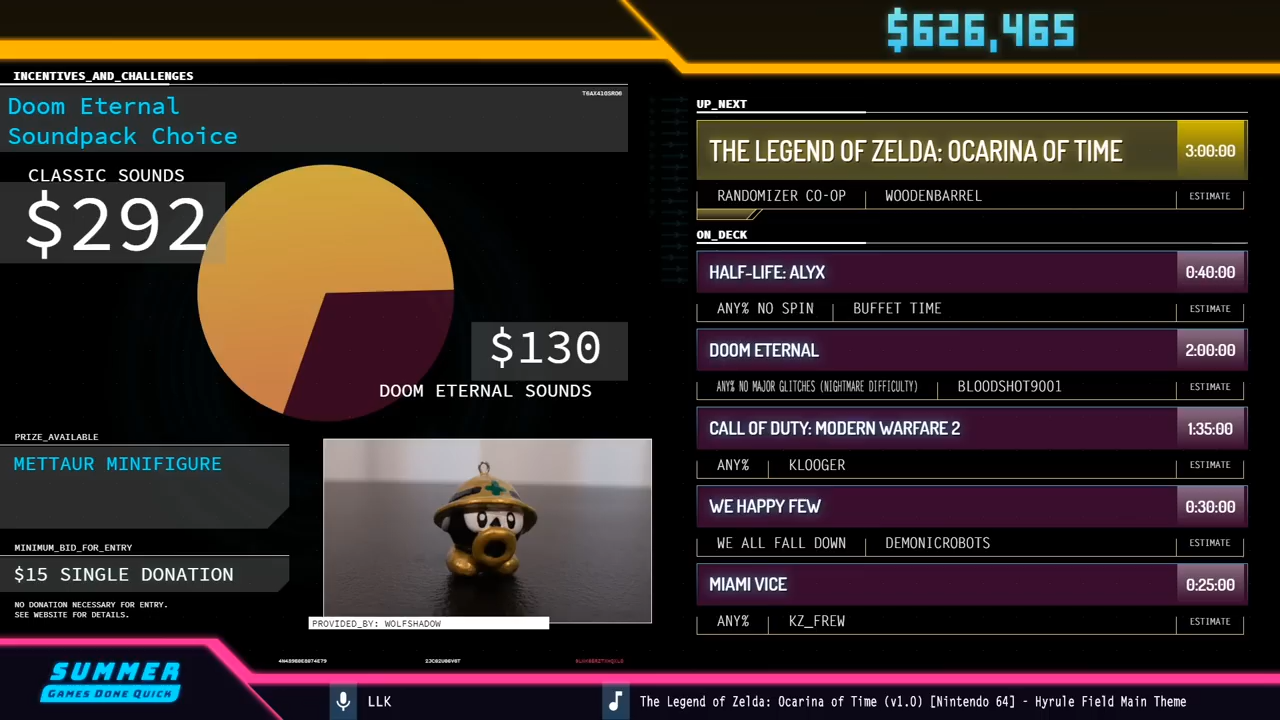 $626,465
INCENTIVES_AND_CHALLENGES
Doom Eternal
Soundpack Choice
CLASSIC SOUNDS
$292
$130
DOOM ETERNAL SOUNDS
PRIZE_AVAILABLE
METTAUR MINIFIGURE
MINIMUM_BID_FOR_ENTRY
$15 SINGLE DONATION
NO DONATION NECESSARY FOR ENTRY.
SEE WEBSITE FOR DETAILS.
PROVIDED_BY: WOLFSHADOW
UP_NEXT
THE LEGEND OF ZELDA: OCARINA OF TIME 3:00:00
RANDOMIZER CO-OP WOODENBARREL ESTIMATE
ON_DECK
HALF-LIFE: ALYX 0:40:00
ANY% NO SPIN BUFFET TIME ESTIMATE
DOOM ETERNAL 2:00:00
ANY% NO MAJOR GLITCHES (NIGHTMARE DIFFICULTY) BLOODSHOT9001 ESTIMATE
CALL OF DUTY: MODERN WARFARE 2 1:35:00
ANY% KLOOGER ESTIMATE
WE HAPPY FEW 0:30:00
WE ALL FALL DOWN DEMONICROBOTS ESTIMATE
MIAMI VICE 0:25:00
ANY% KZ_FREW ESTIMATE
SUMMER
GAMES DONE QUICK
LLK
The Legend of Zelda: Ocarina of Time (v1.0) [Nintendo 64] - Hyrule Field Main Theme